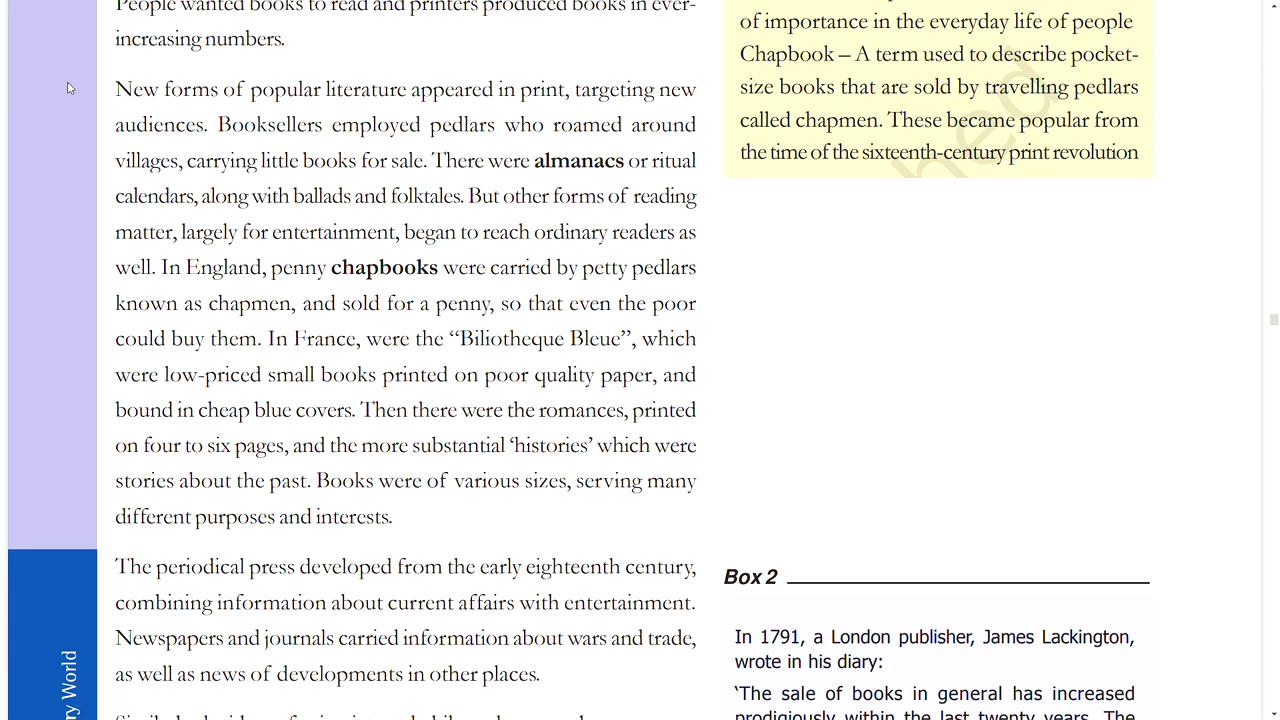 People wanted books to read and printers produced books in ever-
increasing numbers.
New forms of popular literature appeared in print, targeting new
audiences. Booksellers employed pedlars who roamed around
villages, carrying little books for sale. There were almanacs or ritual
calendars, along with ballads and folktales. But other forms of reading
matter, largely for entertainment, began to reach ordinary readers as
well. In England, penny chapbooks were carried by petty pedlars
known as chapmen, and sold for a penny, so that even the poor
could buy them. In France, were the “Biliotheque Bleue”, which
were low-priced small books printed on poor quality paper, and
bound in cheap blue covers. Then there were the romances, printed
on four to six pages, and the more substantial ‘histories’ which were
stories about the past. Books were of various sizes, serving many
different purposes and interests.
The periodical press developed from the early eighteenth century,
combining information about current affairs with entertainment.
Newspapers and journals carried information about wars and trade,
as well as news of developments in other places.
of importance in the everyday life of people
Chapbook – A term used to describe pocket-
size books that are sold by travelling pedlars
called chapmen. These became popular from
the time of the sixteenth-century print revolution
hed
Box 2
In 1791, a London publisher, James Lackington,
wrote in his diary:
‘The sale of books in general has increased
prodigiously within the last twenty years. The
ry World